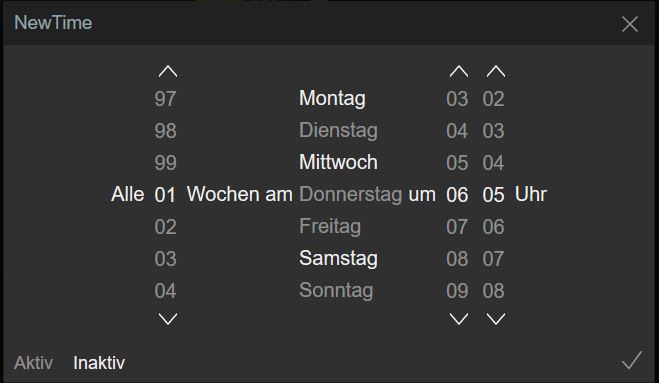 NewTime
97 Montag 03 02
98 Dienstag 04 03
99 Mittwoch 05 04
Alle 01 Wochen am Donnerstag um 06 05 Uhr
02 Freitag 07 06
03 Samstag 08 07
04 Sonntag 09 08
Aktiv Inaktiv